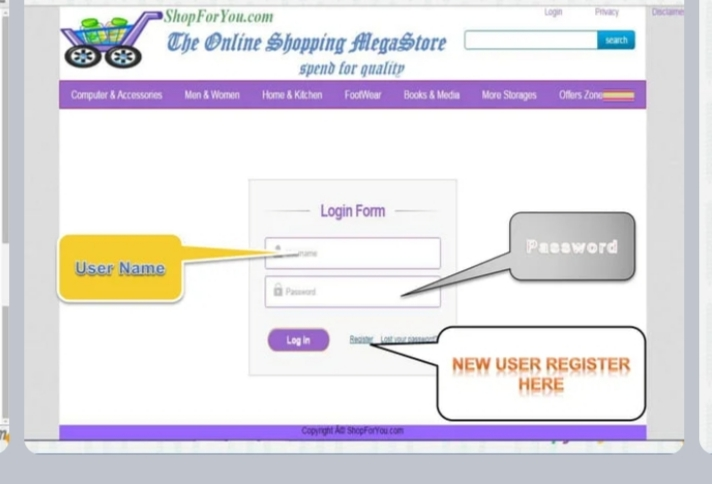 ShopForYou.com
Login Privacy Disclaimer
The Online Shopping MegaStore
search
spend for quality
Computer & Accessories Men & Women Home & Kitchen FootWear Books & Media More Storages Offers Zone
Login Form
User Name
Password
Password
Log in
Register Lost your password?
NEW USER REGISTER
HERE
Copyright Â© ShopForYou.com